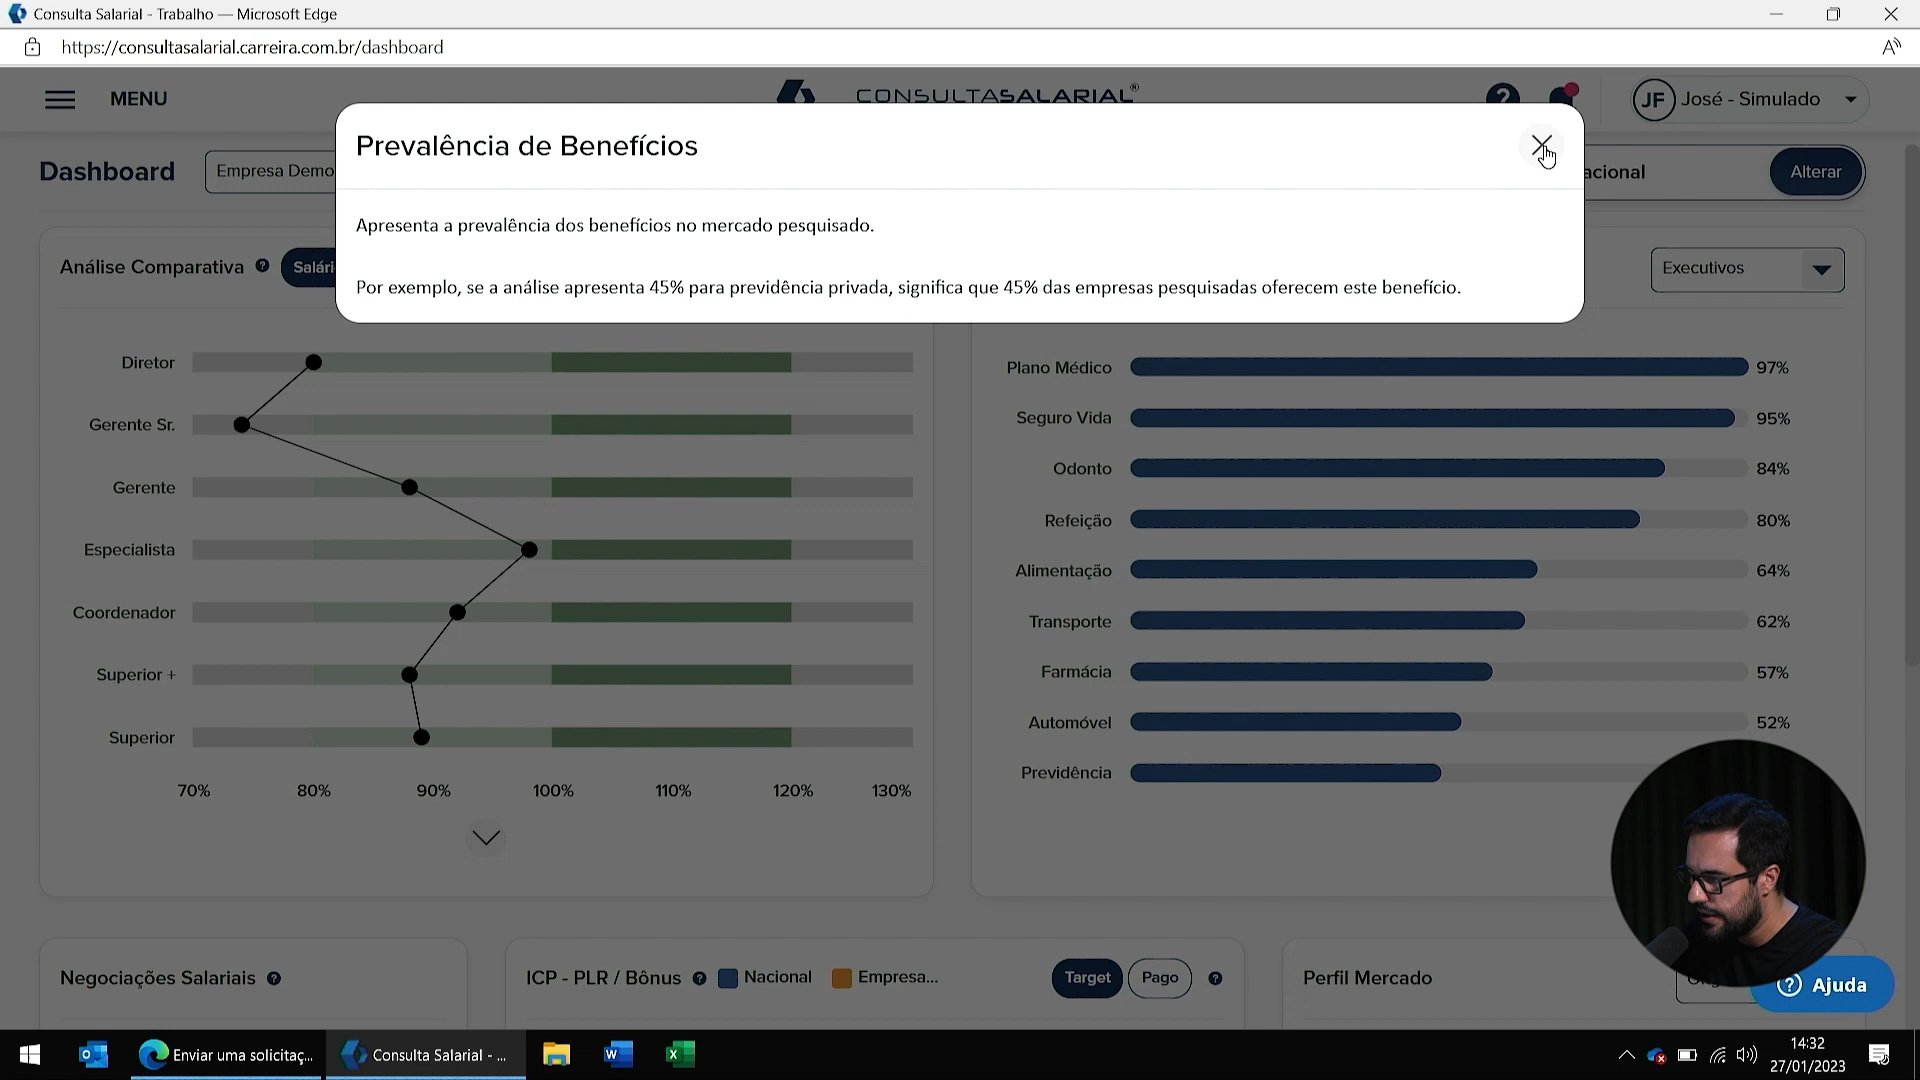 Consulta Salarial - Trabalho — Microsoft Edge
https://consultasalarial.carreira.com.br/dashboard
MENU
CONSULTASALARIAL®
JF José - Simulado
Dashboard
Empresa Demo
Alterar
Prevalência de Benefícios
Apresenta a prevalência dos benefícios no mercado pesquisado.
Por exemplo, se a análise apresenta 45% para previdência privada, significa que 45% das empresas pesquisadas oferecem este benefício.
Análise Comparativa
Executivos
Diretor
Gerente Sr.
Gerente
Especialista
Coordenador
Superior +
Superior
70% 80% 90% 100% 110% 120% 130%
Plano Médico 97%
Seguro Vida 95%
Odonto 84%
Refeição 80%
Alimentação 64%
Transporte 62%
Farmácia 57%
Automóvel 52%
Previdência
Negociações Salariais
ICP - PLR / Bônus Nacional Empresa... Target Pago
Perfil Mercado
Ajuda
Enviar uma solicitaç...
Consulta Salarial - ...
14:32
27/01/2023